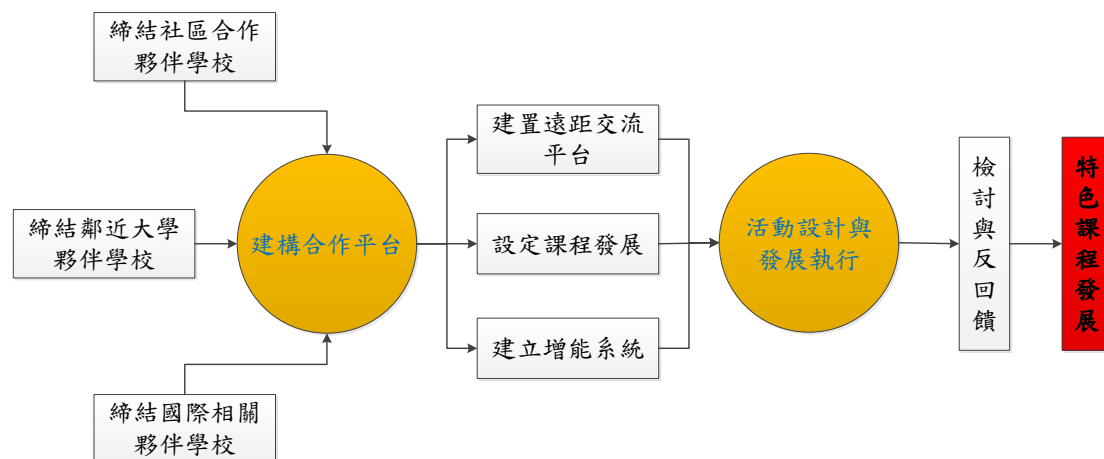 締結社區合作
夥伴學校
締結鄰近大學
夥伴學校
締結國際相關
夥伴學校
建構合作平台
建置遠距交流
平台
設定課程發展
建立增能系統
活動設計與
發展執行
檢討與反回饋
特色課程發展